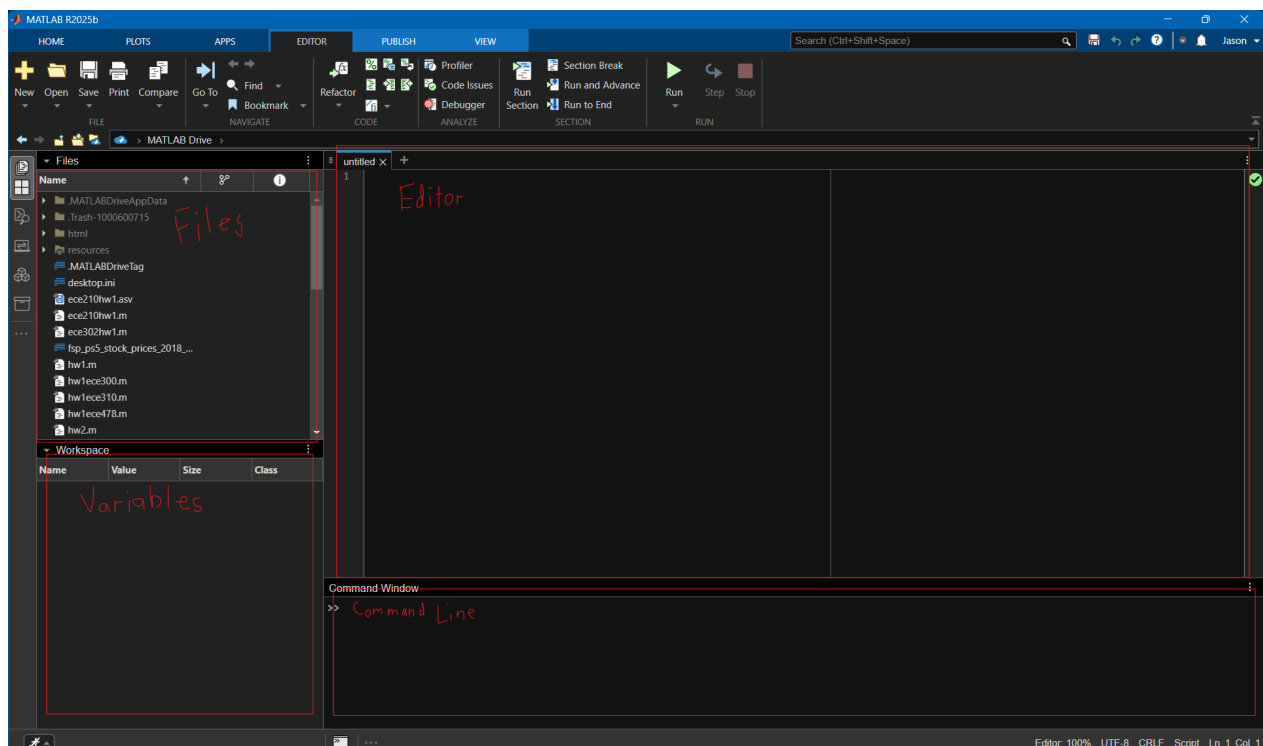 MATLAB R2025b
HOME PLOTS APPS EDITOR PUBLISH VIEW
Search (Ctrl+Shift+Space)
Jason
New Open Save Print Compare
FILE
Go To Find Bookmark
NAVIGATE
Refactor
CODE
Profiler
Code Issues
Debugger
ANALYZE
Run Section
Section Break
Run and Advance
Run to End
SECTION
Run Step Stop
RUN
MATLAB Drive
Files
Name
.MATLABDriveAppData
.Trash-1000600715
html
resources
.MATLABDriveTag
desktop.ini
ece210hw1.asv
ece210hw1.m
ece302hw1.m
fsp_ps5_stock_prices_2018_...
hw1.m
hw1ece300.m
hw1ece310.m
hw1ece478.m
hw2.m
Files
Workspace
Name Value Size Class
Variables
untitled
1
Editor
Command Window
>>
Command Line
Editor: 100% UTF-8 CRLF Script Ln 1 Col 1